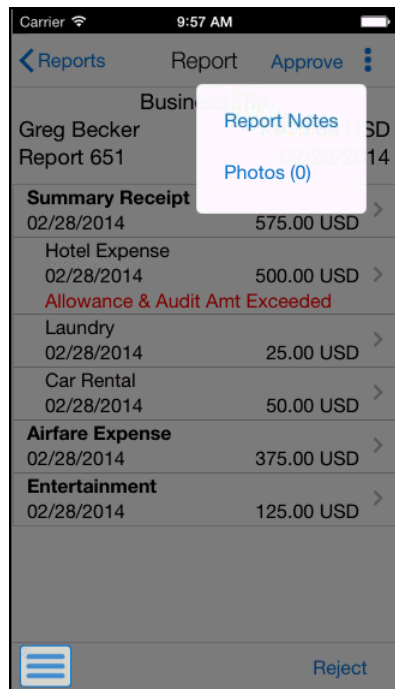 Carrier 9:57 AM
Reports Report Approve
Report Notes
Photos (0)
Greg Becker
Report 651
Summary Receipt
02/28/2014 575.00 USD
Hotel Expense
02/28/2014 500.00 USD
Allowance & Audit Amt Exceeded
Laundry
02/28/2014 25.00 USD
Car Rental
02/28/2014 50.00 USD
Airfare Expense
02/28/2014 375.00 USD
Entertainment
02/28/2014 125.00 USD
Reject